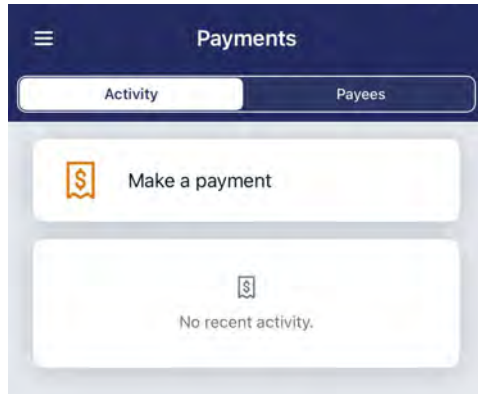 Payments
Activity
Payees
Make a payment
No recent activity.